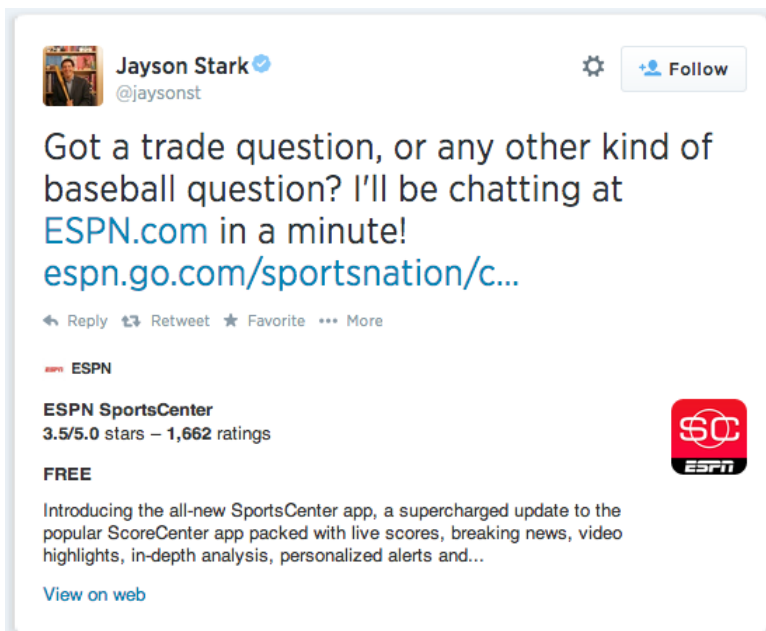 Jayson Stark
@jaysonst
Follow
Got a trade question, or any other kind of
baseball question? I'll be chatting at
ESPN.com in a minute!
espn.go.com/sportsnation/c...
Reply Retweet Favorite More
ESPN ESPN
ESPN SportsCenter
3.5/5.0 stars – 1,662 ratings
SC
ESPN
FREE
Introducing the all-new SportsCenter app, a supercharged update to the
popular ScoreCenter app packed with live scores, breaking news, video
highlights, in-depth analysis, personalized alerts and...
View on web